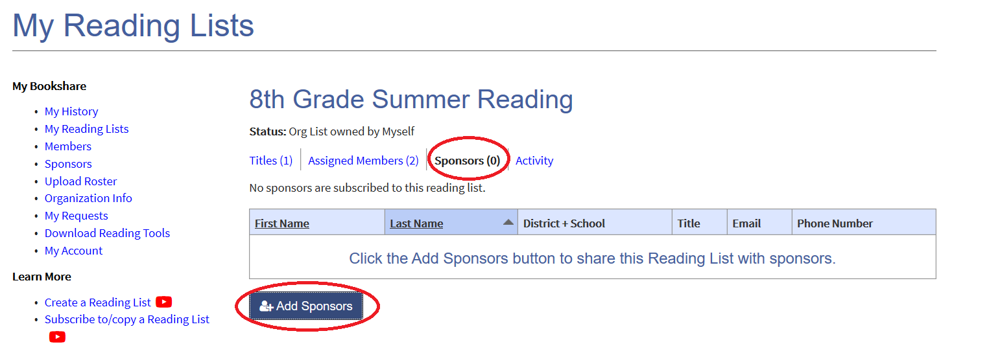 My Reading Lists
My Bookshare
My History
My Reading Lists
Members
Sponsors
Upload Roster
Organization Info
My Requests
Download Reading Tools
My Account
Learn More
Create a Reading List
Subscribe to/copy a Reading List
8th Grade Summer Reading
Status: Org List owned by Myself
Titles (1) Assigned Members (2) Sponsors (0) Activity
No sponsors are subscribed to this reading list.
First Name Last Name District + School Title Email Phone Number
Click the Add Sponsors button to share this Reading List with sponsors.
Add Sponsors